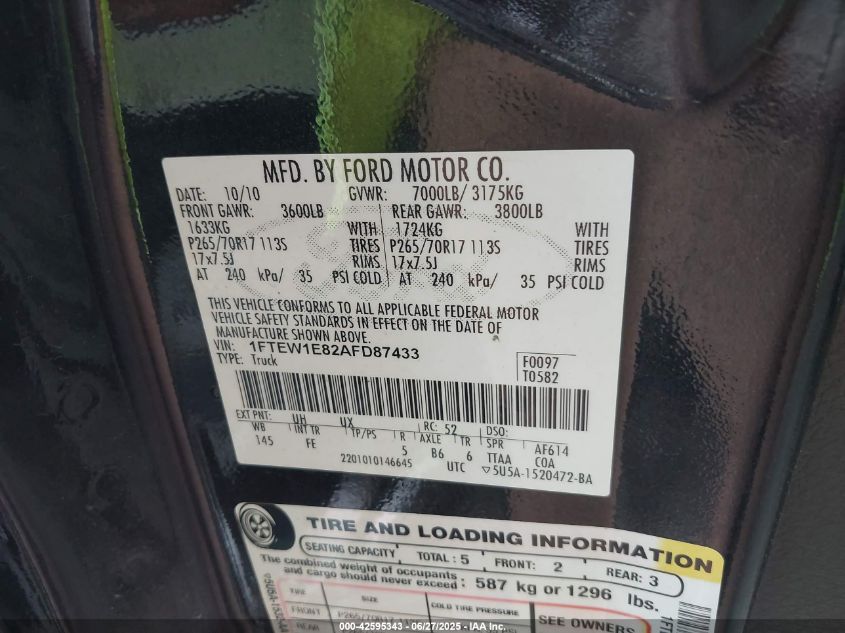 MFD. BY FORD MOTOR CO.
DATE: 10/10 GVWR: 7000LB/ 3175KG
FRONT GAWR: 3600LB REAR GAWR: 3800LB
1633KG WITH 1724KG WITH
P265/70R17 113S TIRES P265/70R17 113S TIRES
17x7.5J RIMS 17x7.5J RIMS
AT 240 kPa/ 35 PSI COLD AT 240 kPa/ 35 PSI COLD
THIS VEHICLE CONFORMS TO ALL APPLICABLE FEDERAL MOTOR
VEHICLE SAFETY STANDARDS IN EFFECT ON THE DATE OF
MANUFACTURE SHOWN ABOVE.
VIN: 1FTEW1E82AFD87433 F0097
TYPE: Truck T0582
EXT PNT: UH UX RC: 52 DSO:
WB INT TR TP/PS R AXLE TR SPR AF614
145 FE 5 B6 6 TTAA COA
2201010146645 UTC ▽5U5A-1520472-BA
TIRE AND LOADING INFORMATION
SEATING CAPACITY TOTAL: 5 FRONT: 2 REAR: 3
The combined weight of occupants
and cargo should never exceed: 587 kg or 1296 lbs.
TIRE SIZE COLD TIRE PRESSURE
SEE OWNERS
FRONT P265/70R17
REAR
000-42595343 - 06/27/2025 - IAA Inc.